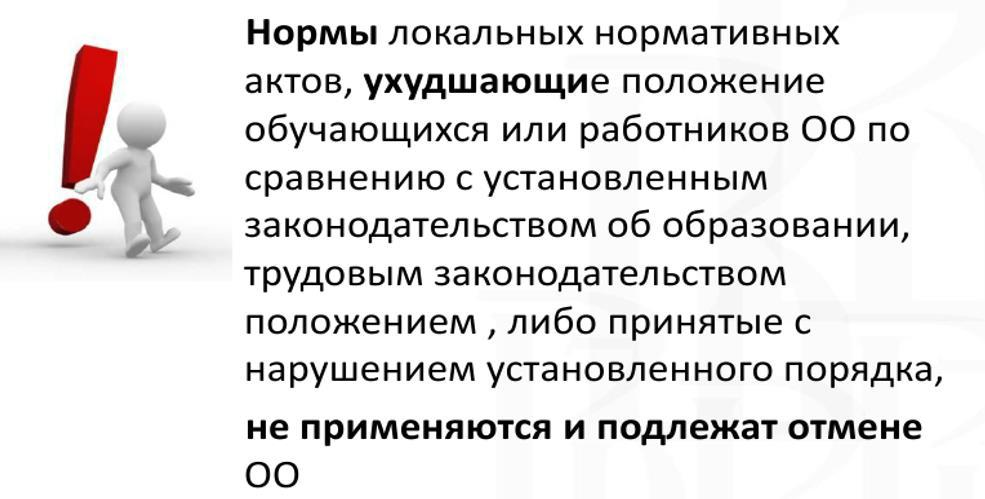 Нормы локальных нормативных
актов, ухудшающие положение
обучающихся или работников ОО по
сравнению с установленным
законодательством об образовании,
трудовым законодательством
положением , либо принятые с
нарушением установленного порядка,
не применяются и подлежат отмене
ОО